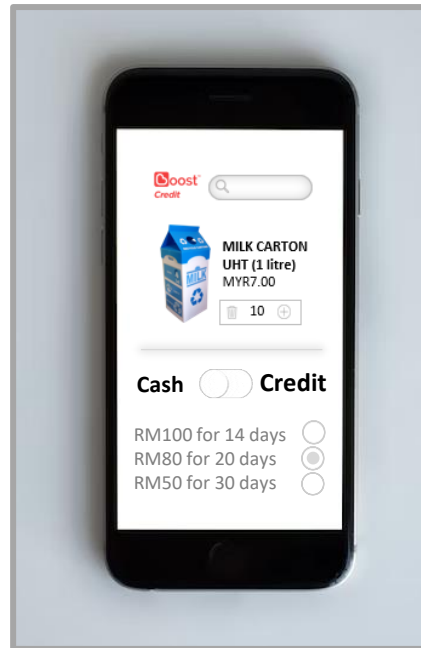 Boost
Credit
MILK CARTON
UHT (1 litre)
MYR7.00
MILK
10
Cash Credit
RM100 for 14 days
RM80 for 20 days
RM50 for 30 days